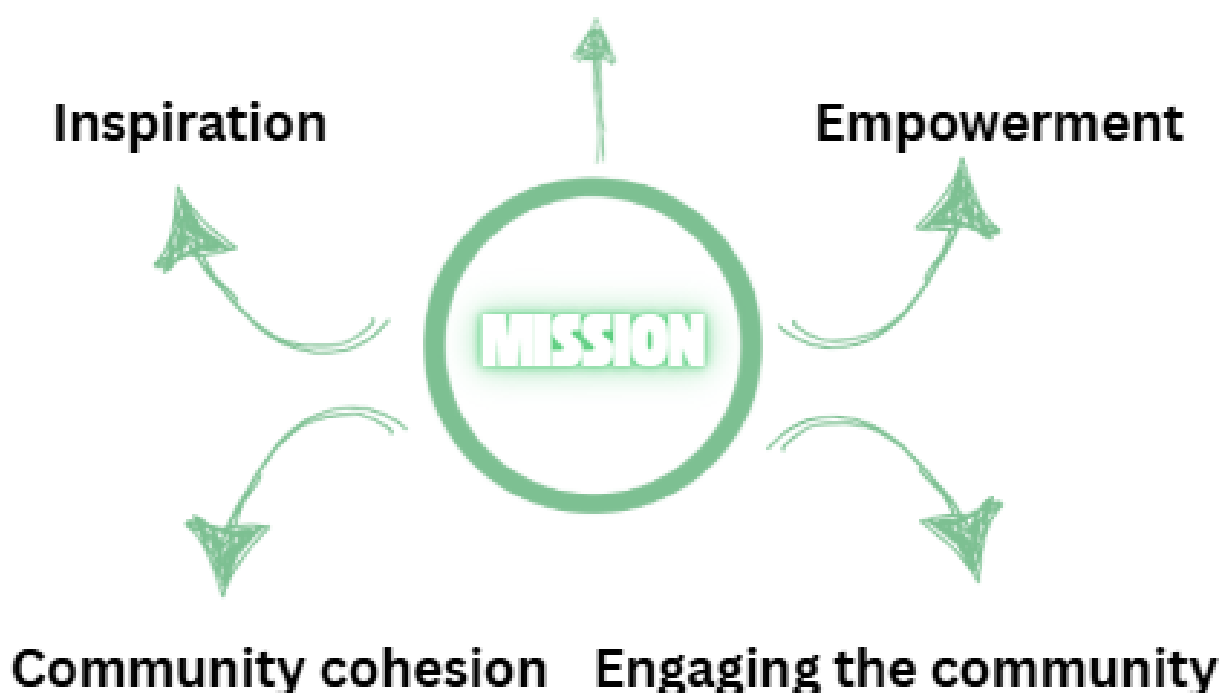 Inspiration
Empowerment
MISSION
Community cohesion
Engaging the community